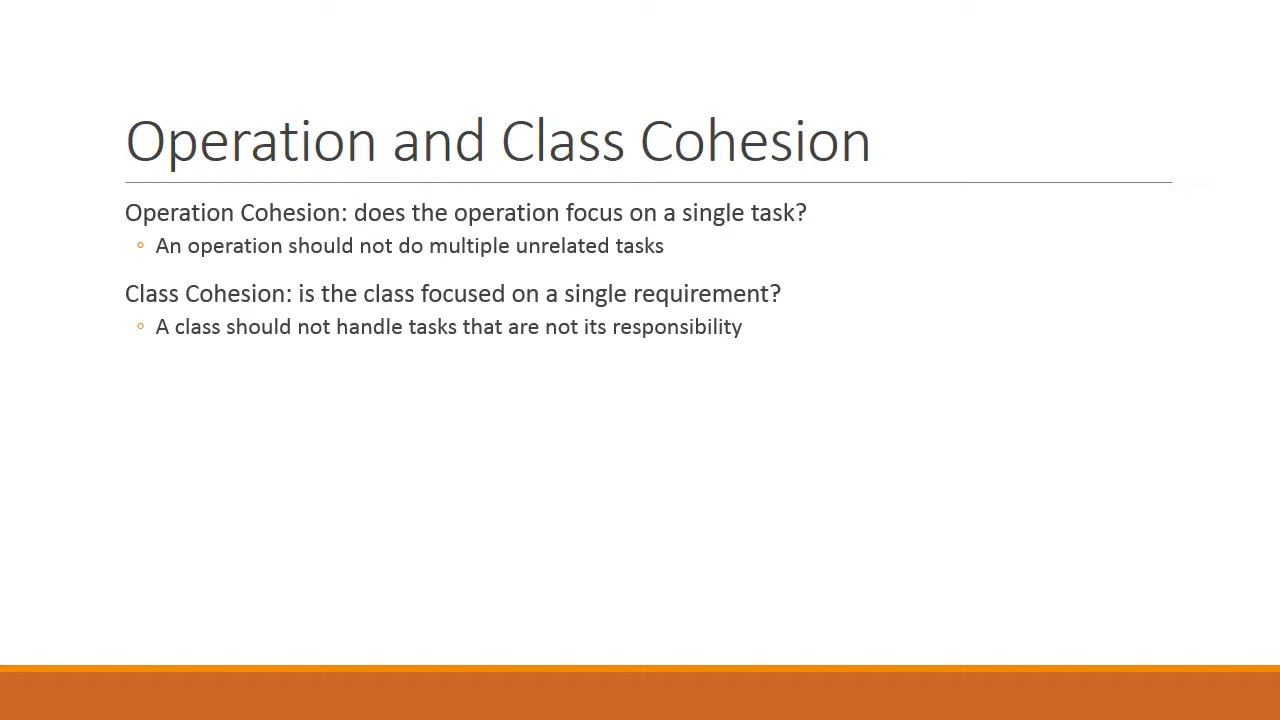 Operation and Class Cohesion
Operation Cohesion: does the operation focus on a single task?
◦ An operation should not do multiple unrelated tasks
Class Cohesion: is the class focused on a single requirement?
◦ A class should not handle tasks that are not its responsibility